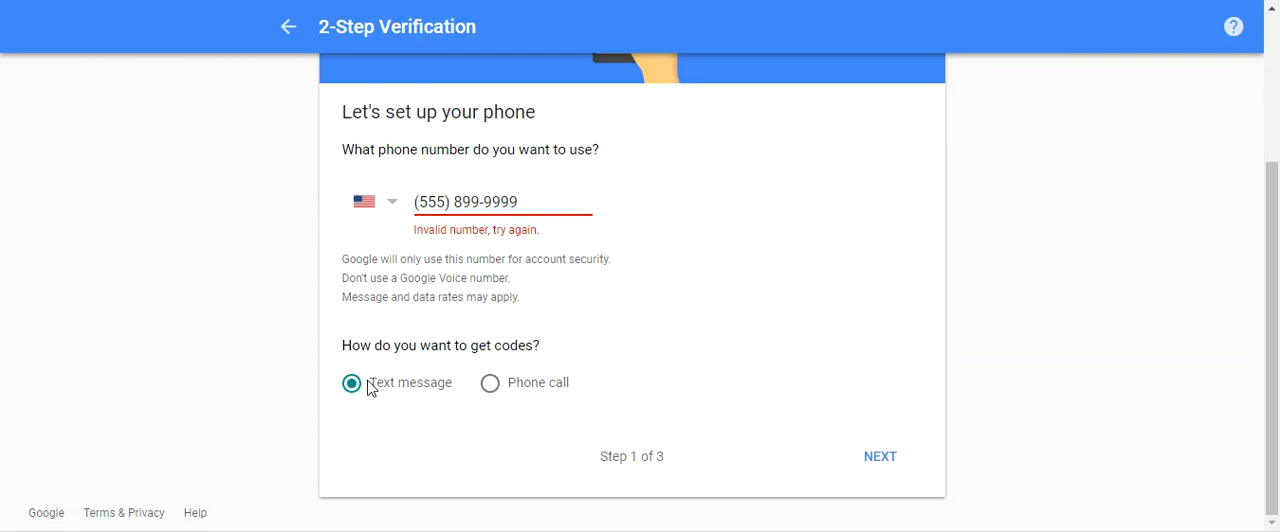 2-Step Verification
?
Let's set up your phone
What phone number do you want to use?
(555) 899-9999
Invalid number, try again.
Google will only use this number for account security.
Don't use a Google Voice number.
Message and data rates may apply.
How do you want to get codes?
Text message Phone call
Step 1 of 3 NEXT
Google Terms & Privacy Help